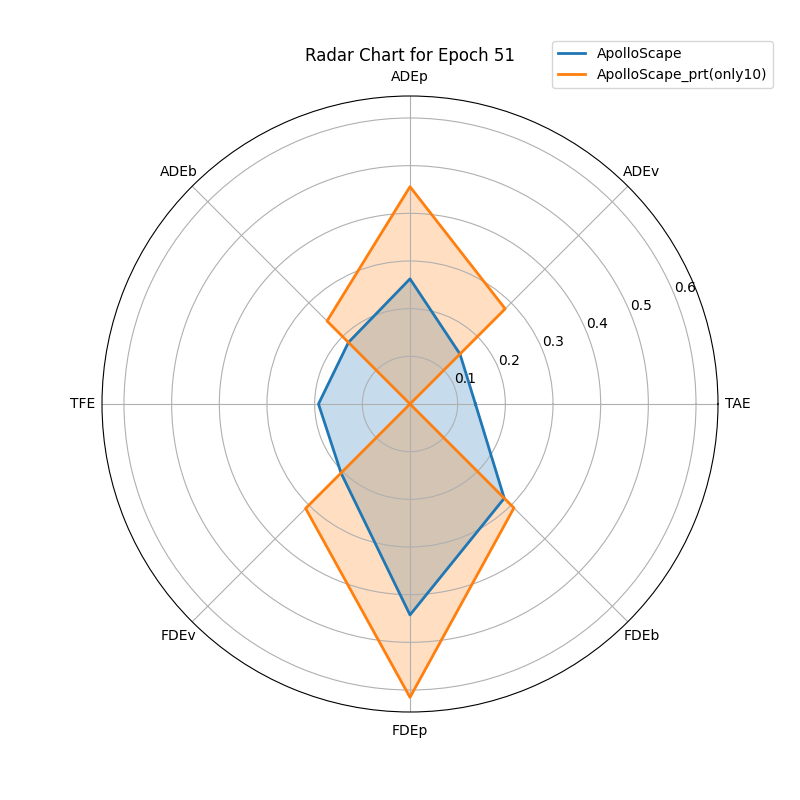 Radar Chart for Epoch 51
ApolloScape
ApolloScape_prt(only10)
ADEp
ADEb
ADEv
0.6
0.5
0.4
0.3
0.2
0.1
TFE
TAE
FDEv
FDEb
FDEp